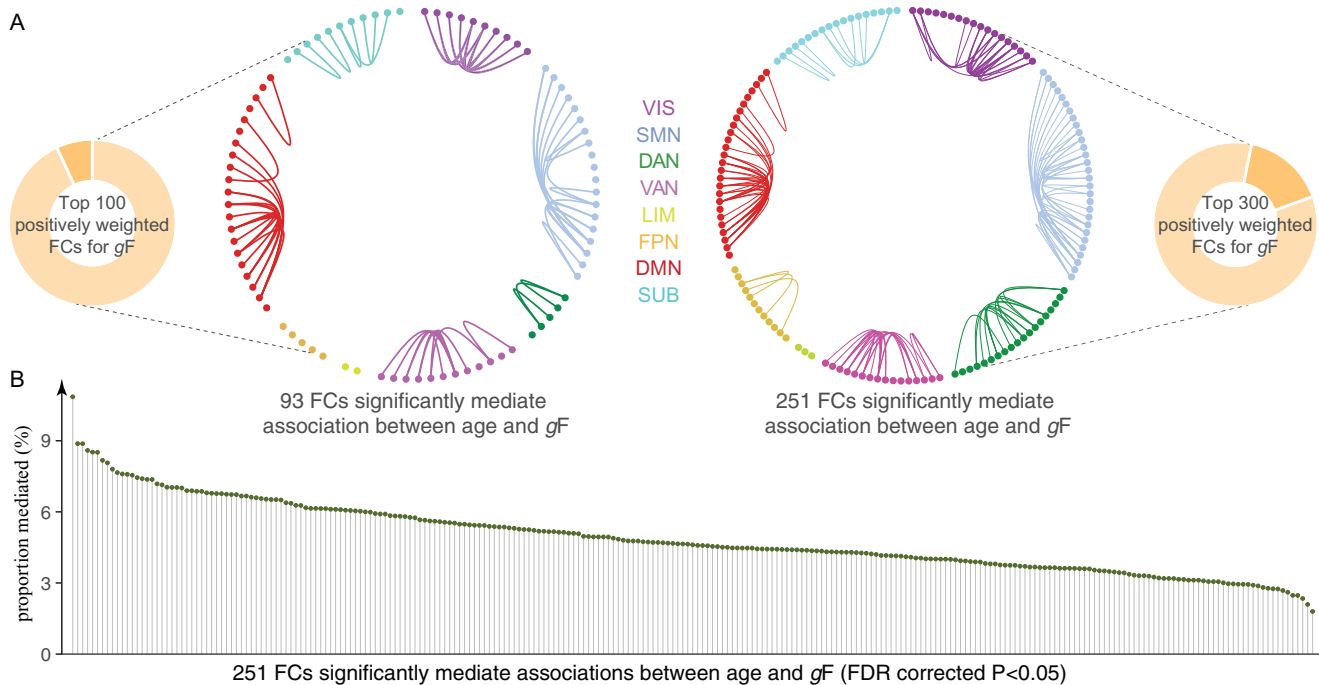 A
Top 100
positively weighted
FCs for gF
VIS
SMN
DAN
VAN
LIM
FPN
DMN
SUB
Top 300
positively weighted
FCs for gF
93 FCs significantly mediate
association between age and gF
251 FCs significantly mediate
association between age and gF
B
proportion mediated (%)
9
6
3
0
251 FCs significantly mediate associations between age and gF (FDR corrected P<0.05)